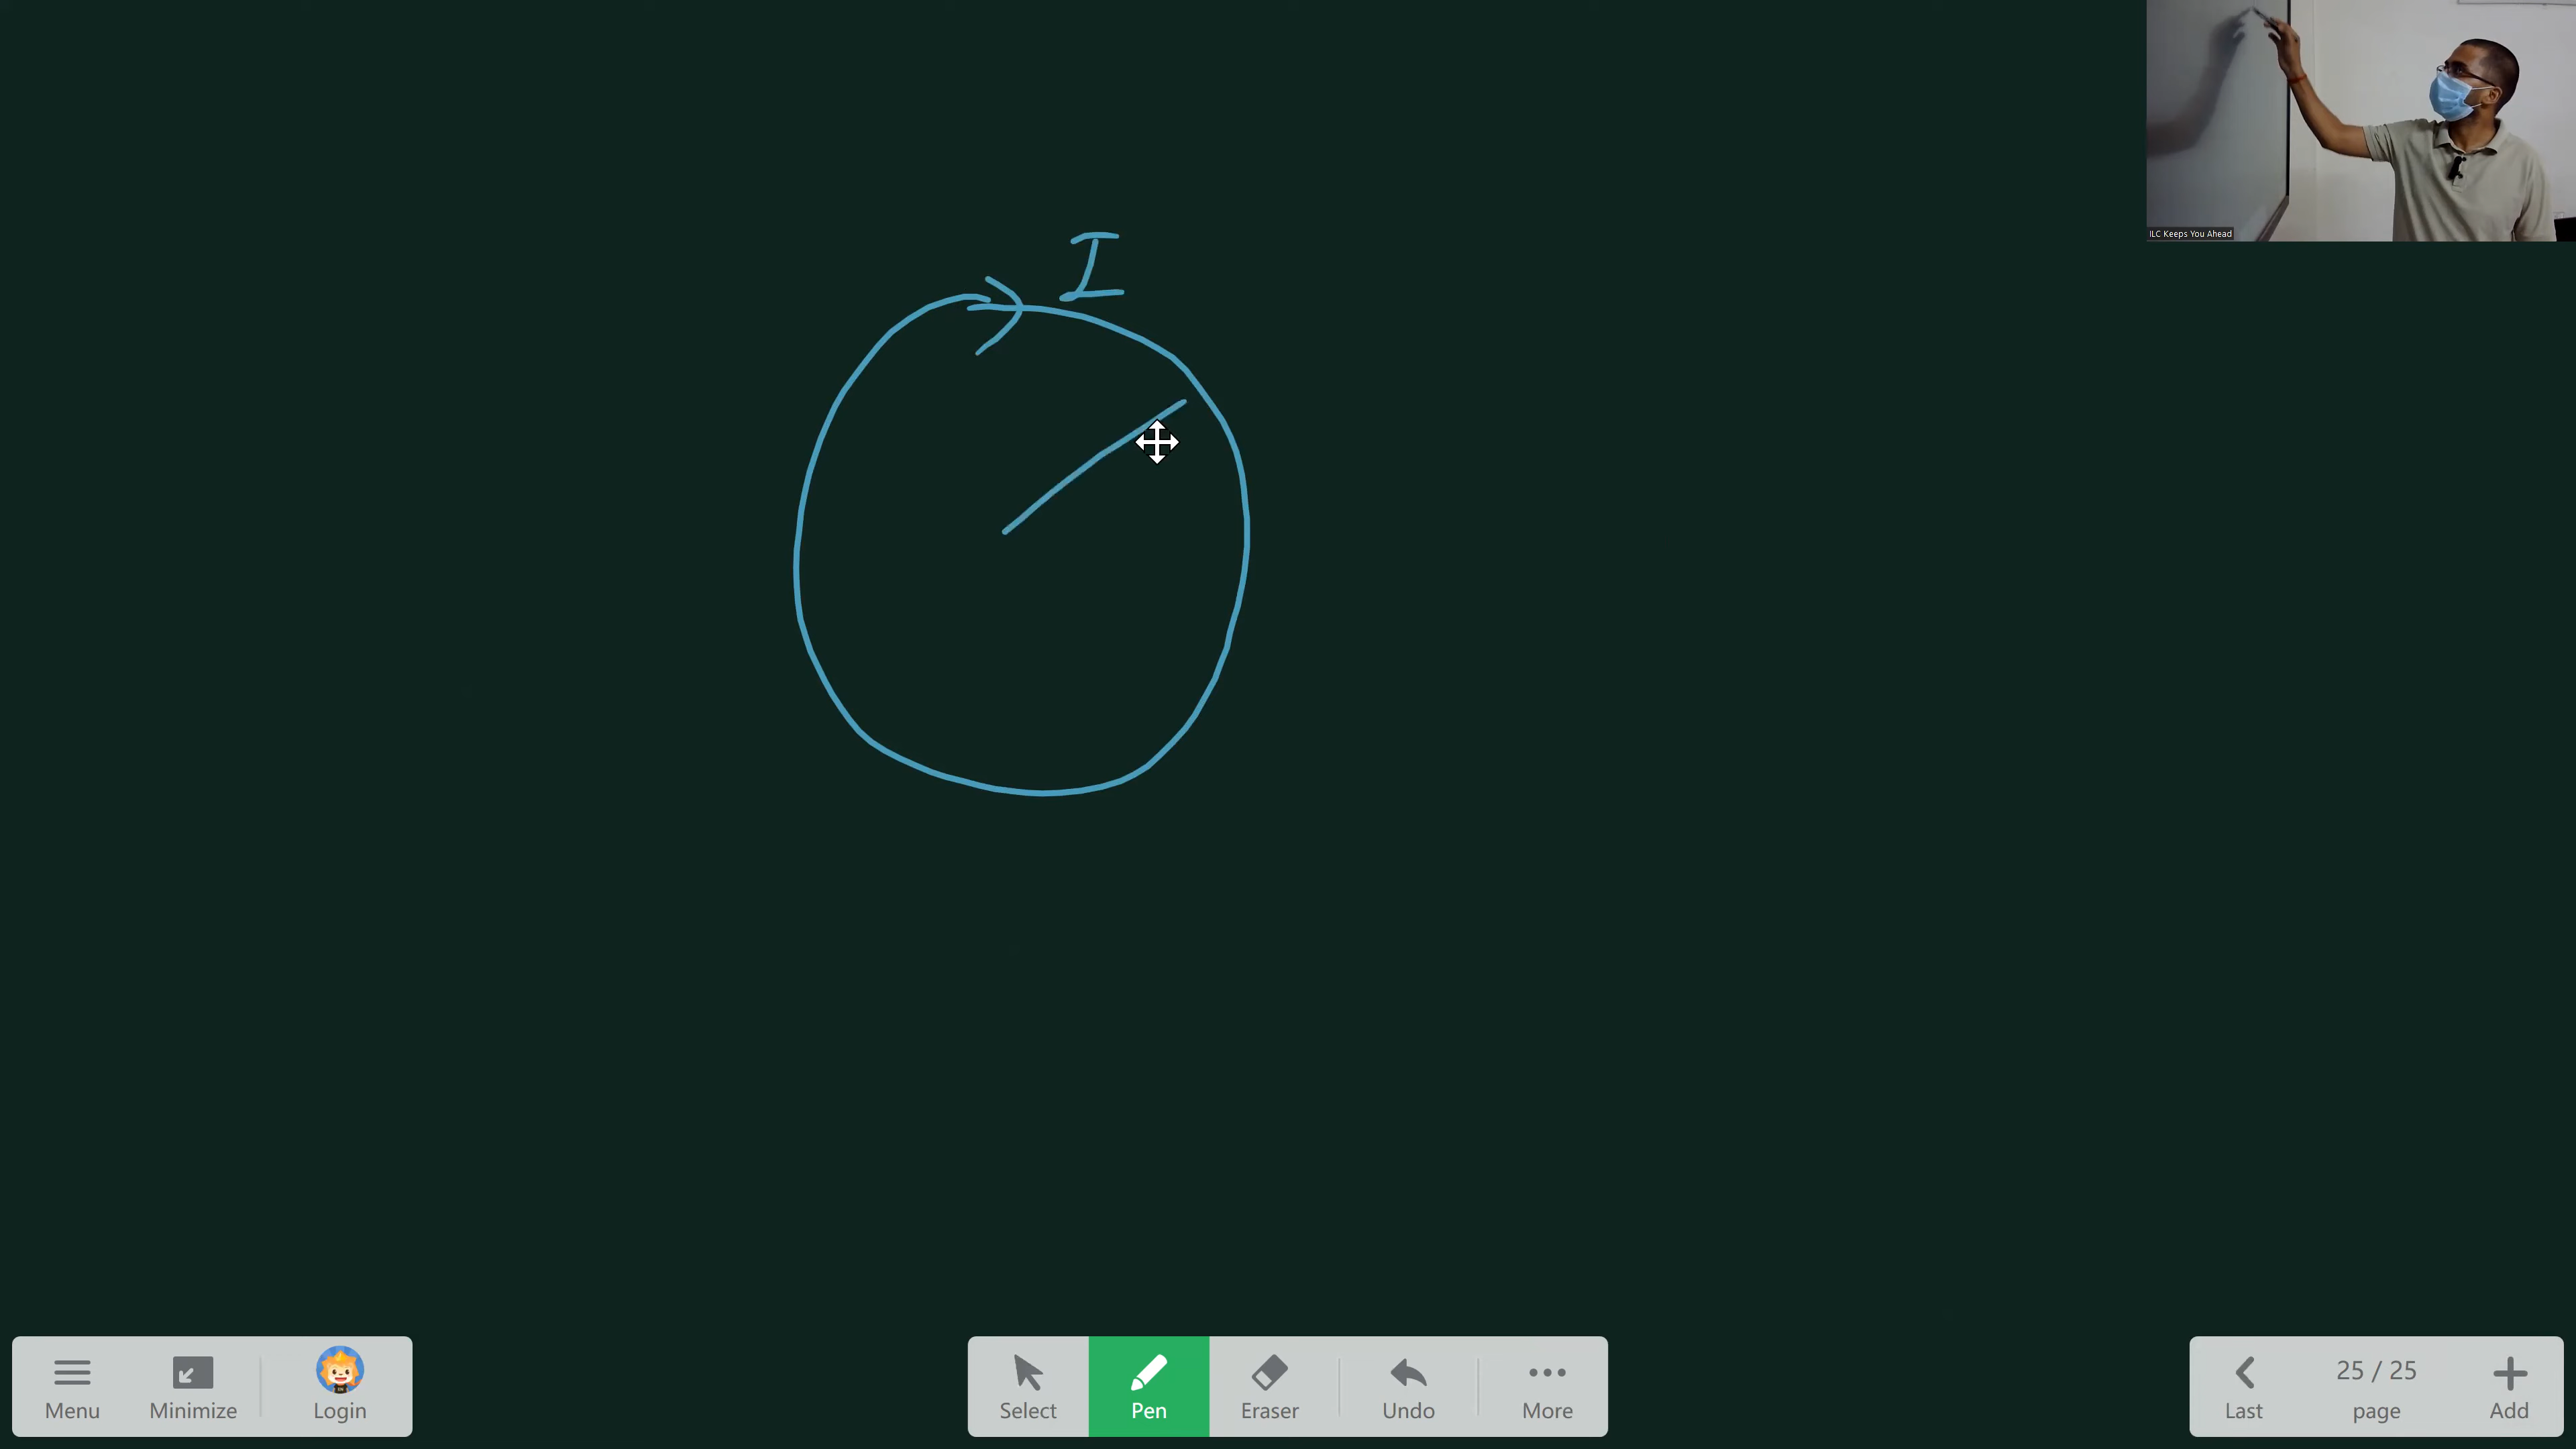 ILC Keeps You Ahead
I
Menu
Minimize
Login
Select
Pen
Eraser
Undo
More
Last
25 / 25
page
Add